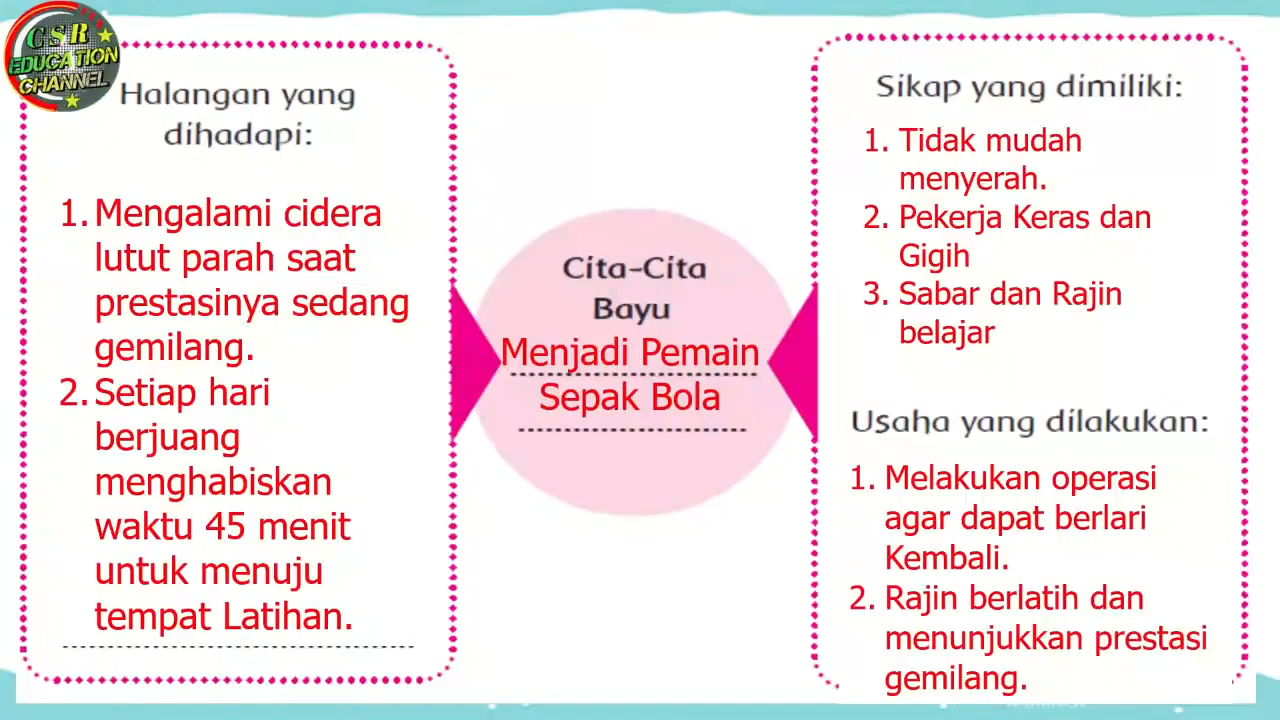 CSR
EDUCATION
CHANNEL
Halangan yang
dihadapi:
1. Mengalami cidera
lutut parah saat
prestasinya sedang
gemilang.
2. Setiap hari
berjuang
menghabiskan
waktu 45 menit
untuk menuju
tempat Latihan.
Cita-Cita
Bayu
Menjadi Pemain
Sepak Bola
Sikap yang dimiliki:
1. Tidak mudah
menyerah.
2. Pekerja Keras dan
Gigih
3. Sabar dan Rajin
belajar
Usaha yang dilakukan:
1. Melakukan operasi
agar dapat berlari
Kembali.
2. Rajin berlatih dan
menunjukkan prestasi
gemilang.